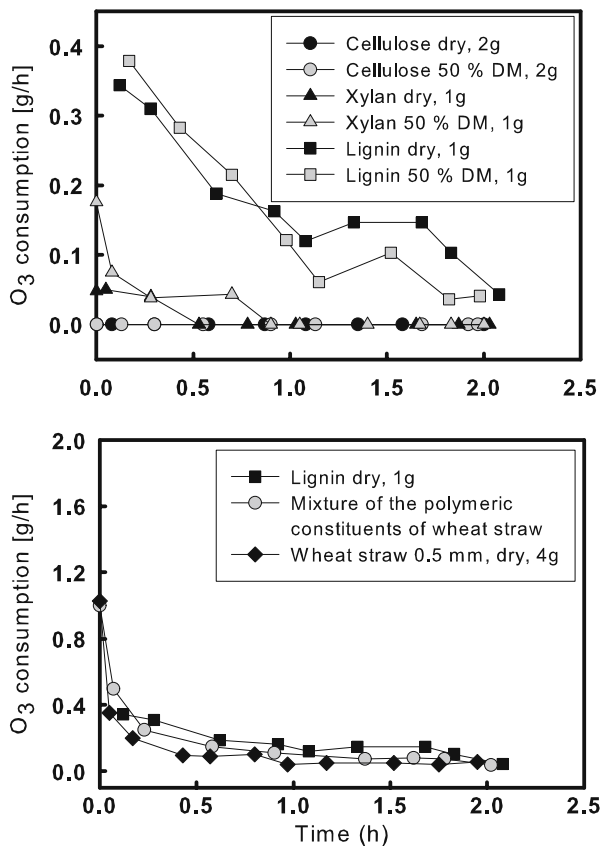 O3 consumption [g/h]
0.4
0.3
0.2
0.1
0.0
Cellulose dry, 2g
Cellulose 50 % DM, 2g
Xylan dry, 1g
Xylan 50 % DM, 1g
Lignin dry, 1g
Lignin 50 % DM, 1g
0.0 0.5 1.0 1.5 2.0 2.5
O3 consumption [g/h]
2.0
1.6
1.2
0.8
0.4
0.0
Lignin dry, 1g
Mixture of the polymeric
constituents of wheat straw
Wheat straw 0.5 mm, dry, 4g
0.0 0.5 1.0 1.5 2.0 2.5
Time (h)